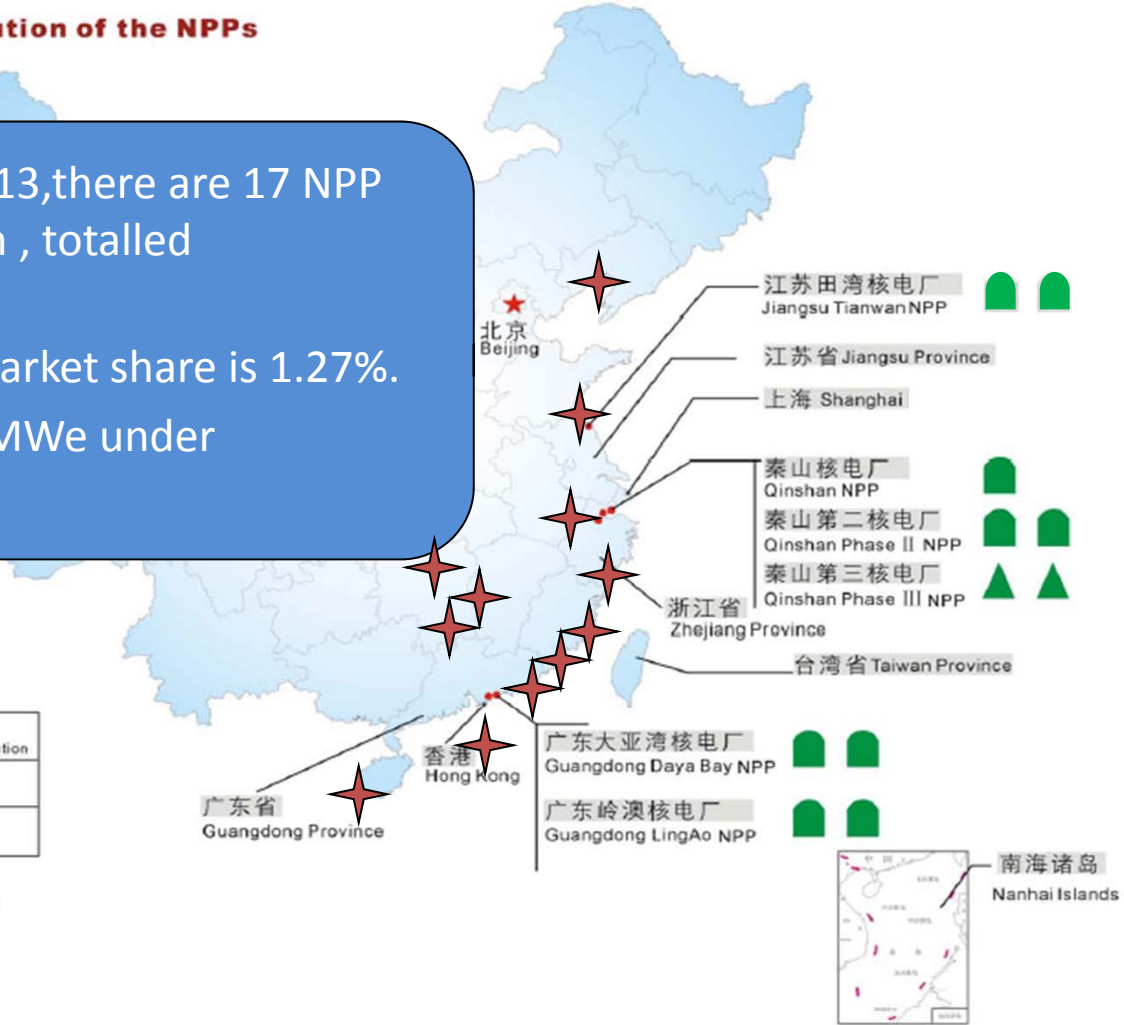 ution of the NPPs
13,there are 17 NPP
n , totalled
arket share is 1.27%.
MWe under
北京
Beijing
江苏田湾核电厂
Jiangsu Tianwan NPP
江苏省 Jiangsu Province
上海 Shanghai
秦山核电厂
Qinshan NPP
秦山第二核电厂
Qinshan Phase Ⅱ NPP
秦山第三核电厂
Qinshan Phase Ⅲ NPP
浙江省
Zhejiang Province
台湾省 Taiwan Province
香港
Hong Kong
广东大亚湾核电厂
Guangdong Daya Bay NPP
广东岭澳核电厂
Guangdong LingAo NPP
广东省
Guangdong Province
ction
南海诸岛
Nanhai Islands